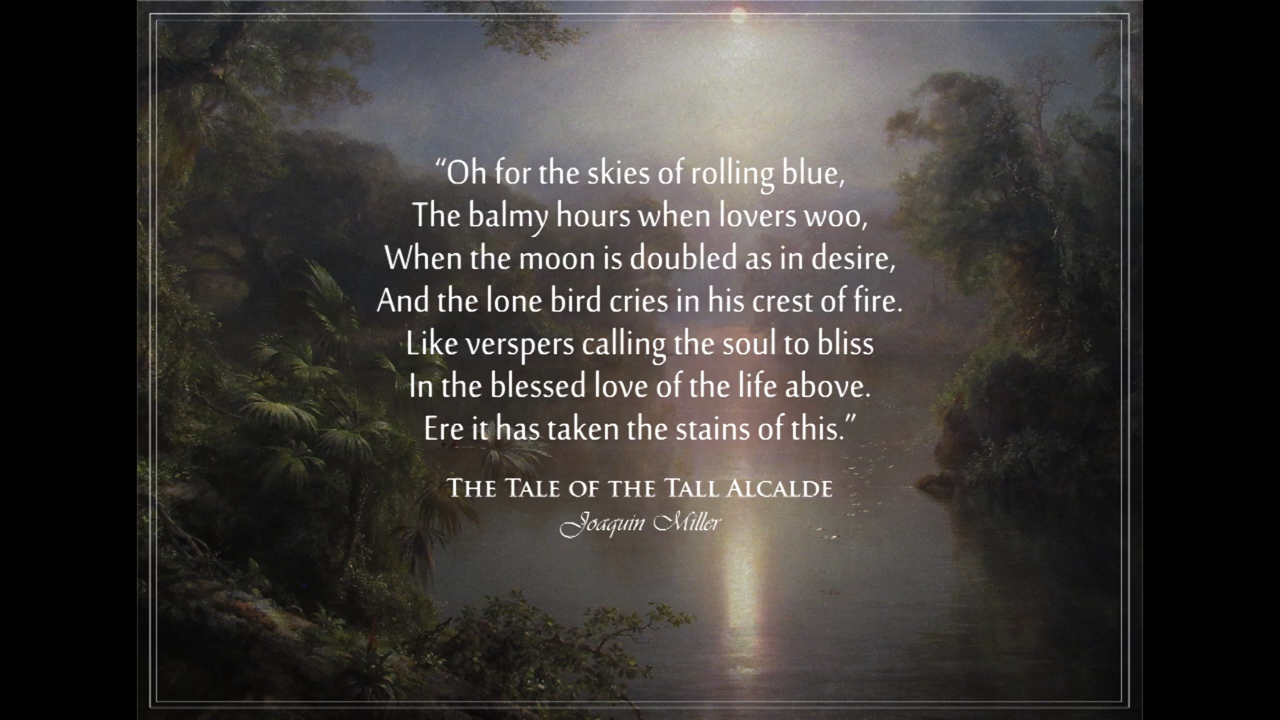 “Oh for the skies of rolling blue,
The balmy hours when lovers woo,
When the moon is doubled as in desire,
And the lone bird cries in his crest of fire.
Like verspers calling the soul to bliss
In the blessed love of the life above.
Ere it has taken the stains of this.”
The Tale of the Tall Alcalde
Joaquin Miller